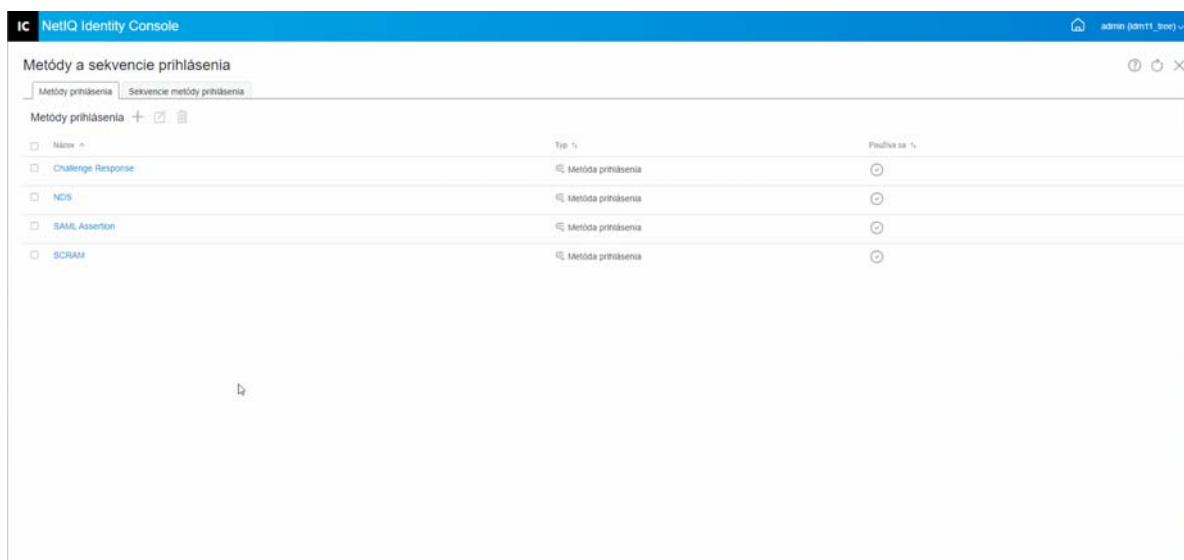 IC NetIQ Identity Console admin (idm11_tree)
Metódy a sekvencie prihlásenia
Metódy prihlásenia Sekvencie metódy prihlásenia
Metódy prihlásenia
Názov Typ Používa sa
Challenge Response Metóda prihlásenia
NDS Metóda prihlásenia
SAML Assertion Metóda prihlásenia
SCRAM Metóda prihlásenia